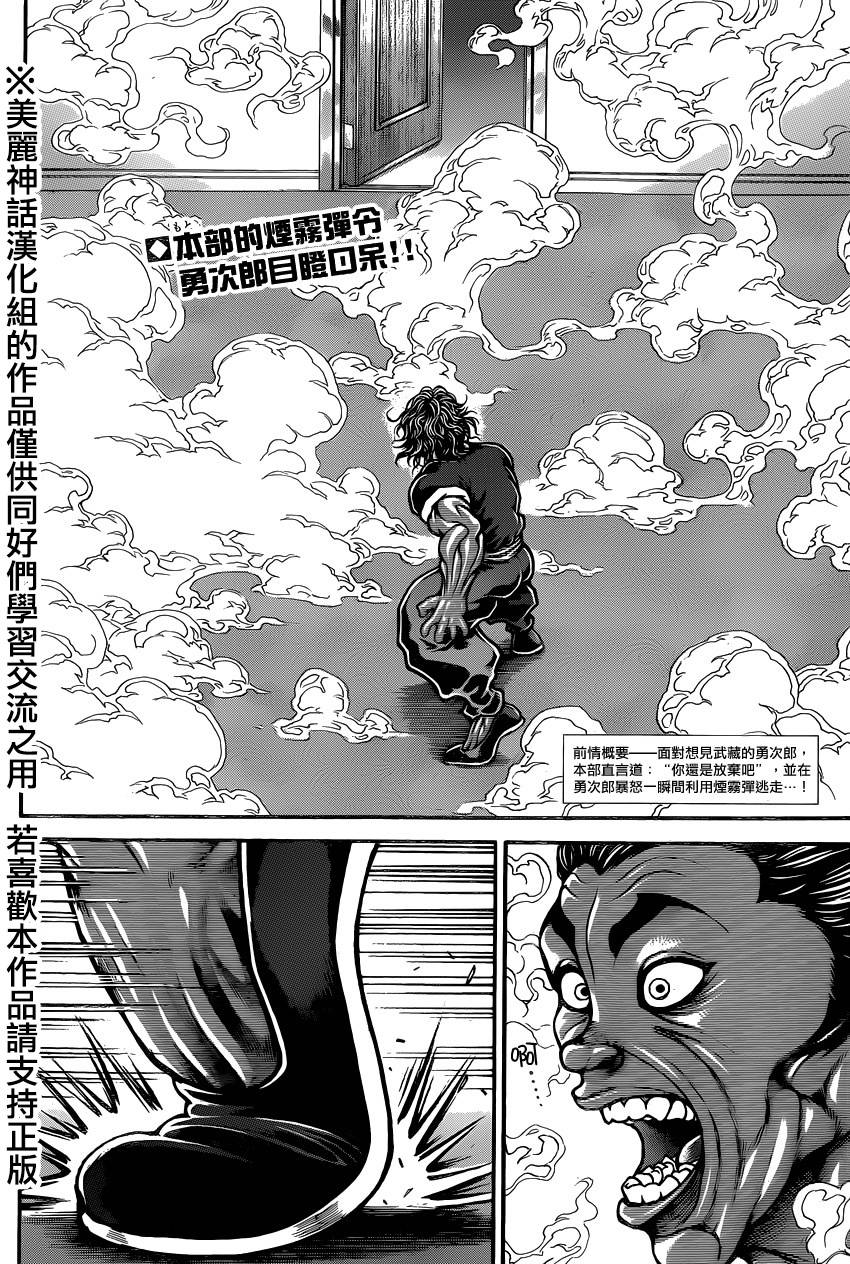 ※美麗神話漢化組的作品僅供同好們學習交流之用
若喜歡本作品請支持正版
もとべ
本部的煙霧彈令
勇次郎目瞪口呆!!
前情概要——面對想見武藏的勇次郎，
本部直言道：“你還是放棄吧”，並在
勇次郎暴怒一瞬間利用煙霧彈逃走…！
啊……